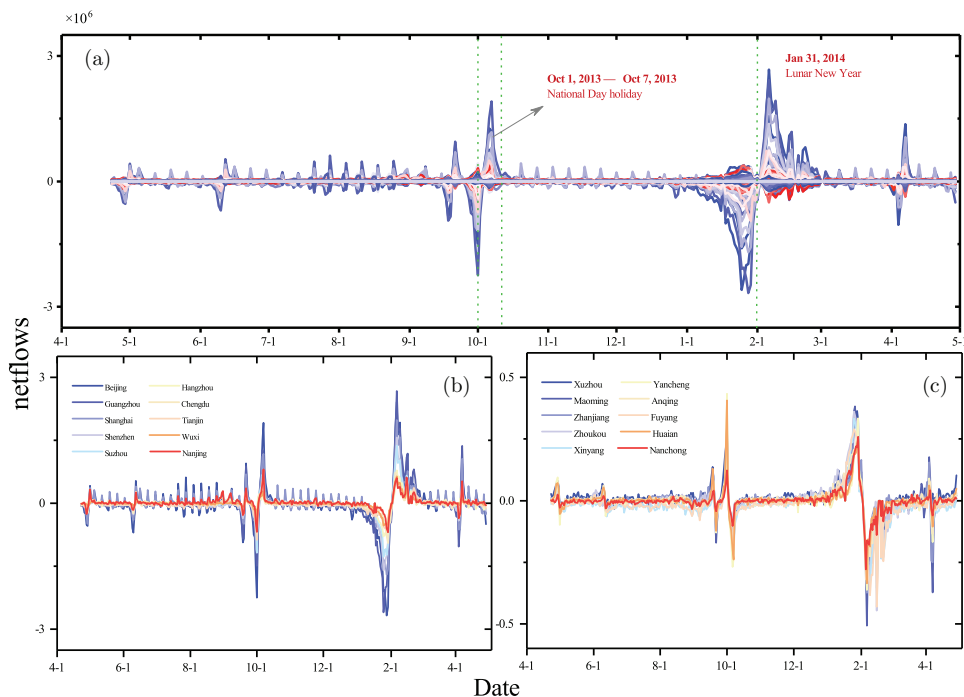 ×10⁶
3
0
-3
(a)
Oct 1, 2013 — Oct 7, 2013
National Day holiday
Jan 31, 2014
Lunar New Year
4-1 5-1 6-1 7-1 8-1 9-1 10-1 11-1 12-1 1-1 2-1 3-1 4-1 5-1
netflows
3
0
-3
(b)
Beijing Hangzhou
Guangzhou Chengdu
Shanghai Tianjin
Shenzhen Wuxi
Suzhou Nanjing
4-1 6-1 8-1 10-1 12-1 2-1 4-1
0.5
0.0
-0.5
(c)
Xuzhou Yancheng
Maoming Anqing
Zhanjiang Fuyang
Zhoukou Huaian
Xinyang Nanchong
4-1 6-1 8-1 10-1 12-1 2-1 4-1
Date